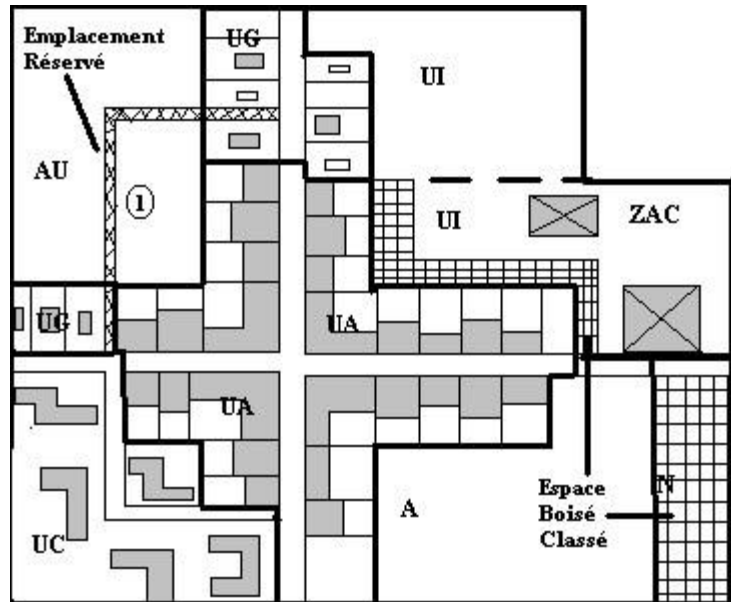 Emplacement
Réservé
UG
UI
AU
1
UI
ZAC
UG
UA
UA
Espace
Boisé
Classé
N
A
UC